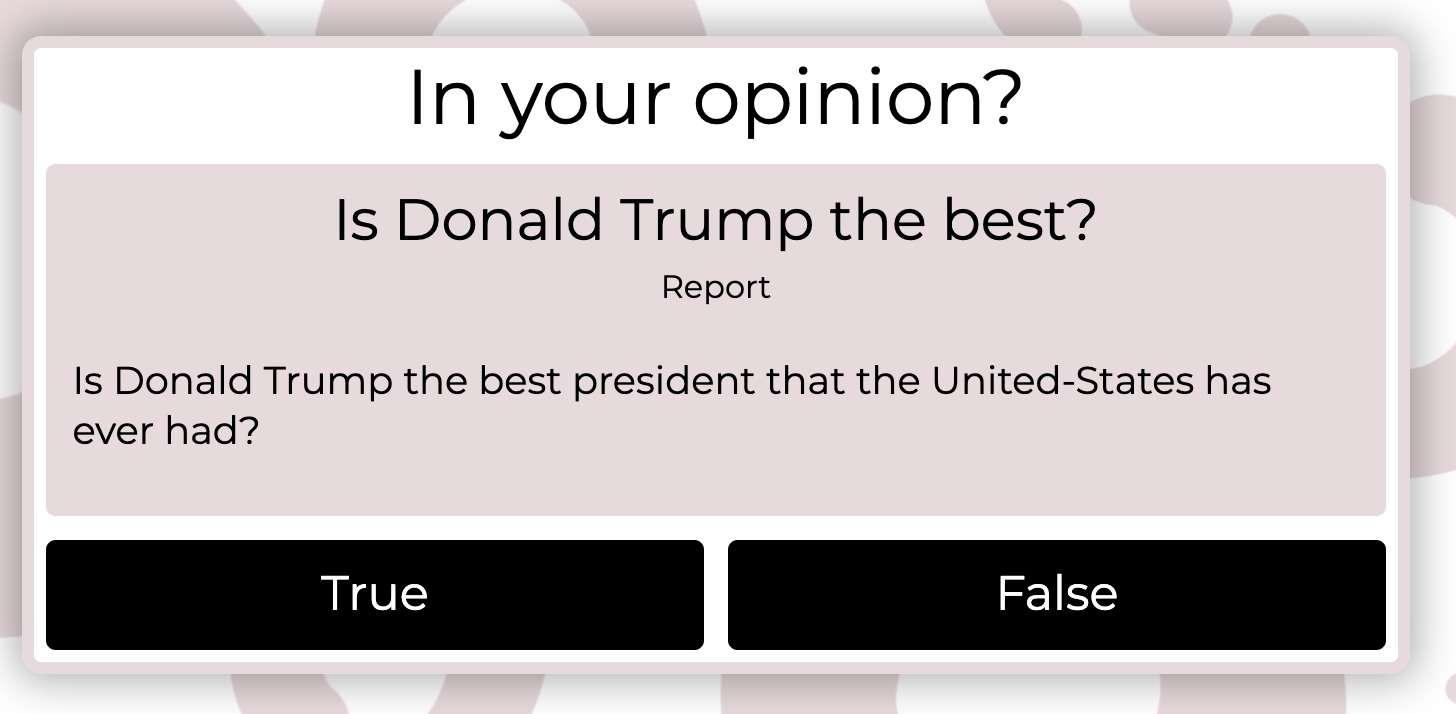 In your opinion?
Is Donald Trump the best?
Report
Is Donald Trump the best president that the United-States has
ever had?
True
False